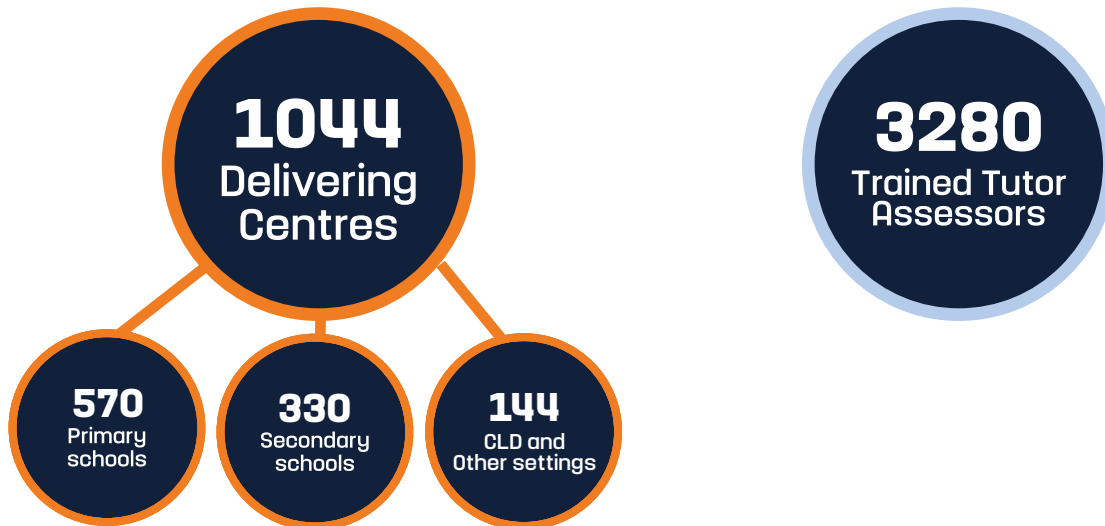 1044
Delivering
Centres
3280
Trained Tutor
Assessors
570
Primary
schools
330
Secondary
schools
144
CLD and
Other settings